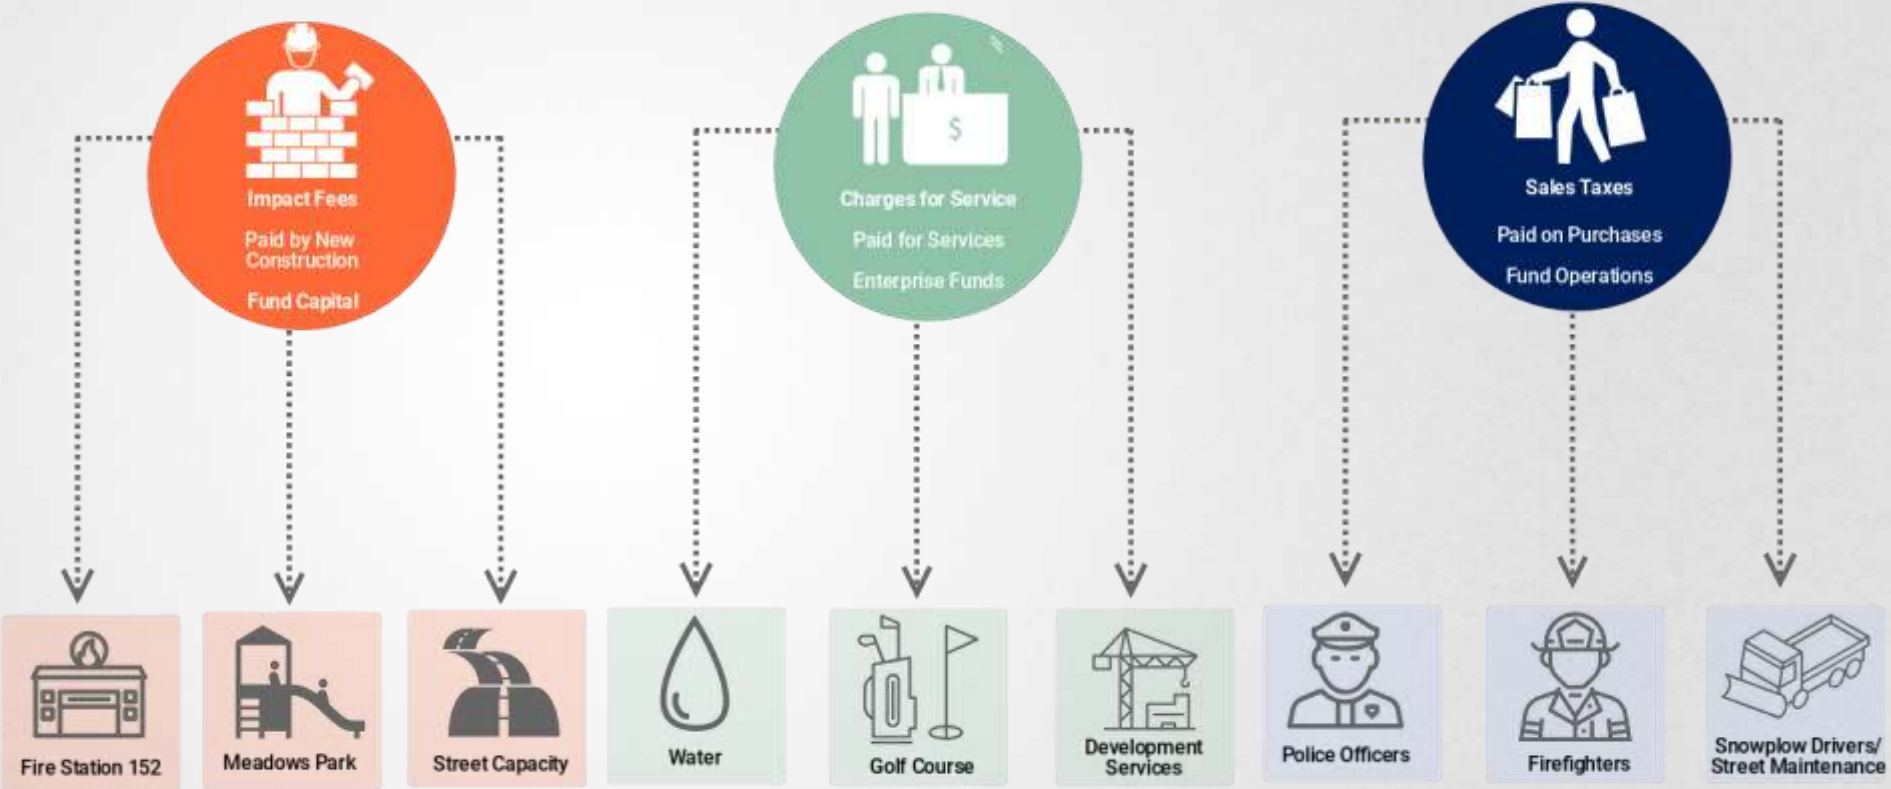 $
Impact Fees
Paid by New
Construction
Fund Capital
Charges for Service
Paid for Services
Enterprise Funds
Sales Taxes
Paid on Purchases
Fund Operations
Fire Station 152
Meadows Park
Street Capacity
Water
Golf Course
Development
Services
Police Officers
Firefighters
Snowplow Drivers/
Street Maintenance